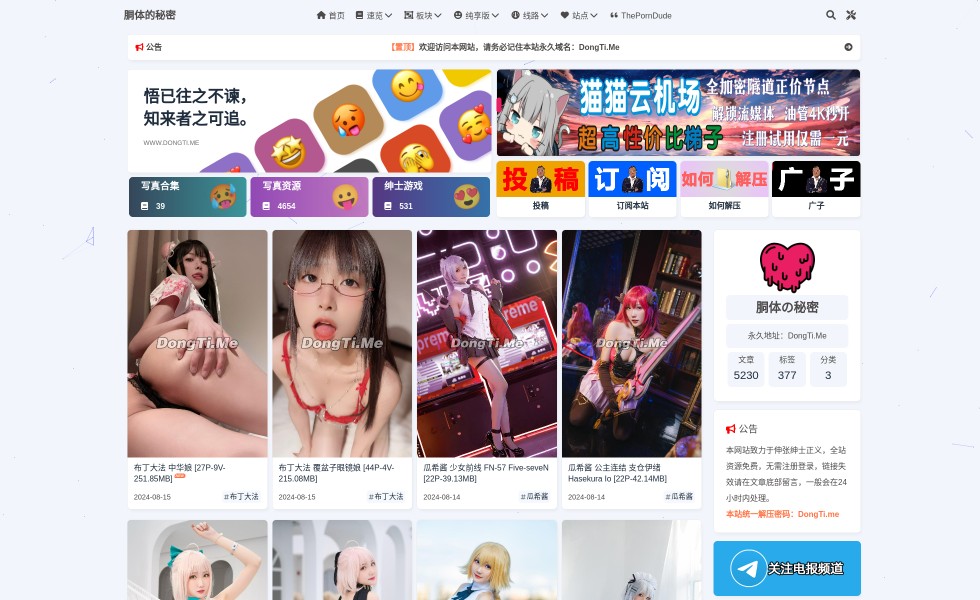 胴体的秘密
首页 速览 板块 纯享版 线路 站点 ThePornDude
公告
【置顶】欢迎访问本网站，请务必记住本站永久域名：DongTi.Me
悟已往之不谏，
知来者之可追。
WWW.DONGTI.ME
写真合集
39
写真资源
4654
绅士游戏
531
猫猫云机场
全加密隧道正价节点
解锁流媒体 油管4K秒开
超高性价比梯子
注册试用仅需一元
投稿
订阅
如何解压
广子
投稿
订阅本站
如何解压
广子
DongTi.Me
DongTi.Me
DongTi.Me
DongTi.Me
布丁大法 中华娘 [27P-9V-
251.85MB]
2024-08-15
#布丁大法
布丁大法 覆盆子眼镜娘 [44P-4V-
215.08MB]
2024-08-15
#布丁大法
瓜希酱 少女前线 FN-57 Five-seveN
[22P-39.13MB]
2024-08-14
#瓜希酱
瓜希酱 公主连结 支仓伊绪
Hasekura Io [22P-42.14MB]
2024-08-14
#瓜希酱
胴体の秘密
永久地址：DongTi.Me
文章
5230
标签
377
分类
3
公告
本网站致力于伸张绅士正义，全站
资源免费，无需注册登录，链接失
效请在文章底部留言，一般会在24
小时内处理。
本站统一解压密码：DongTi.me
关注电报频道